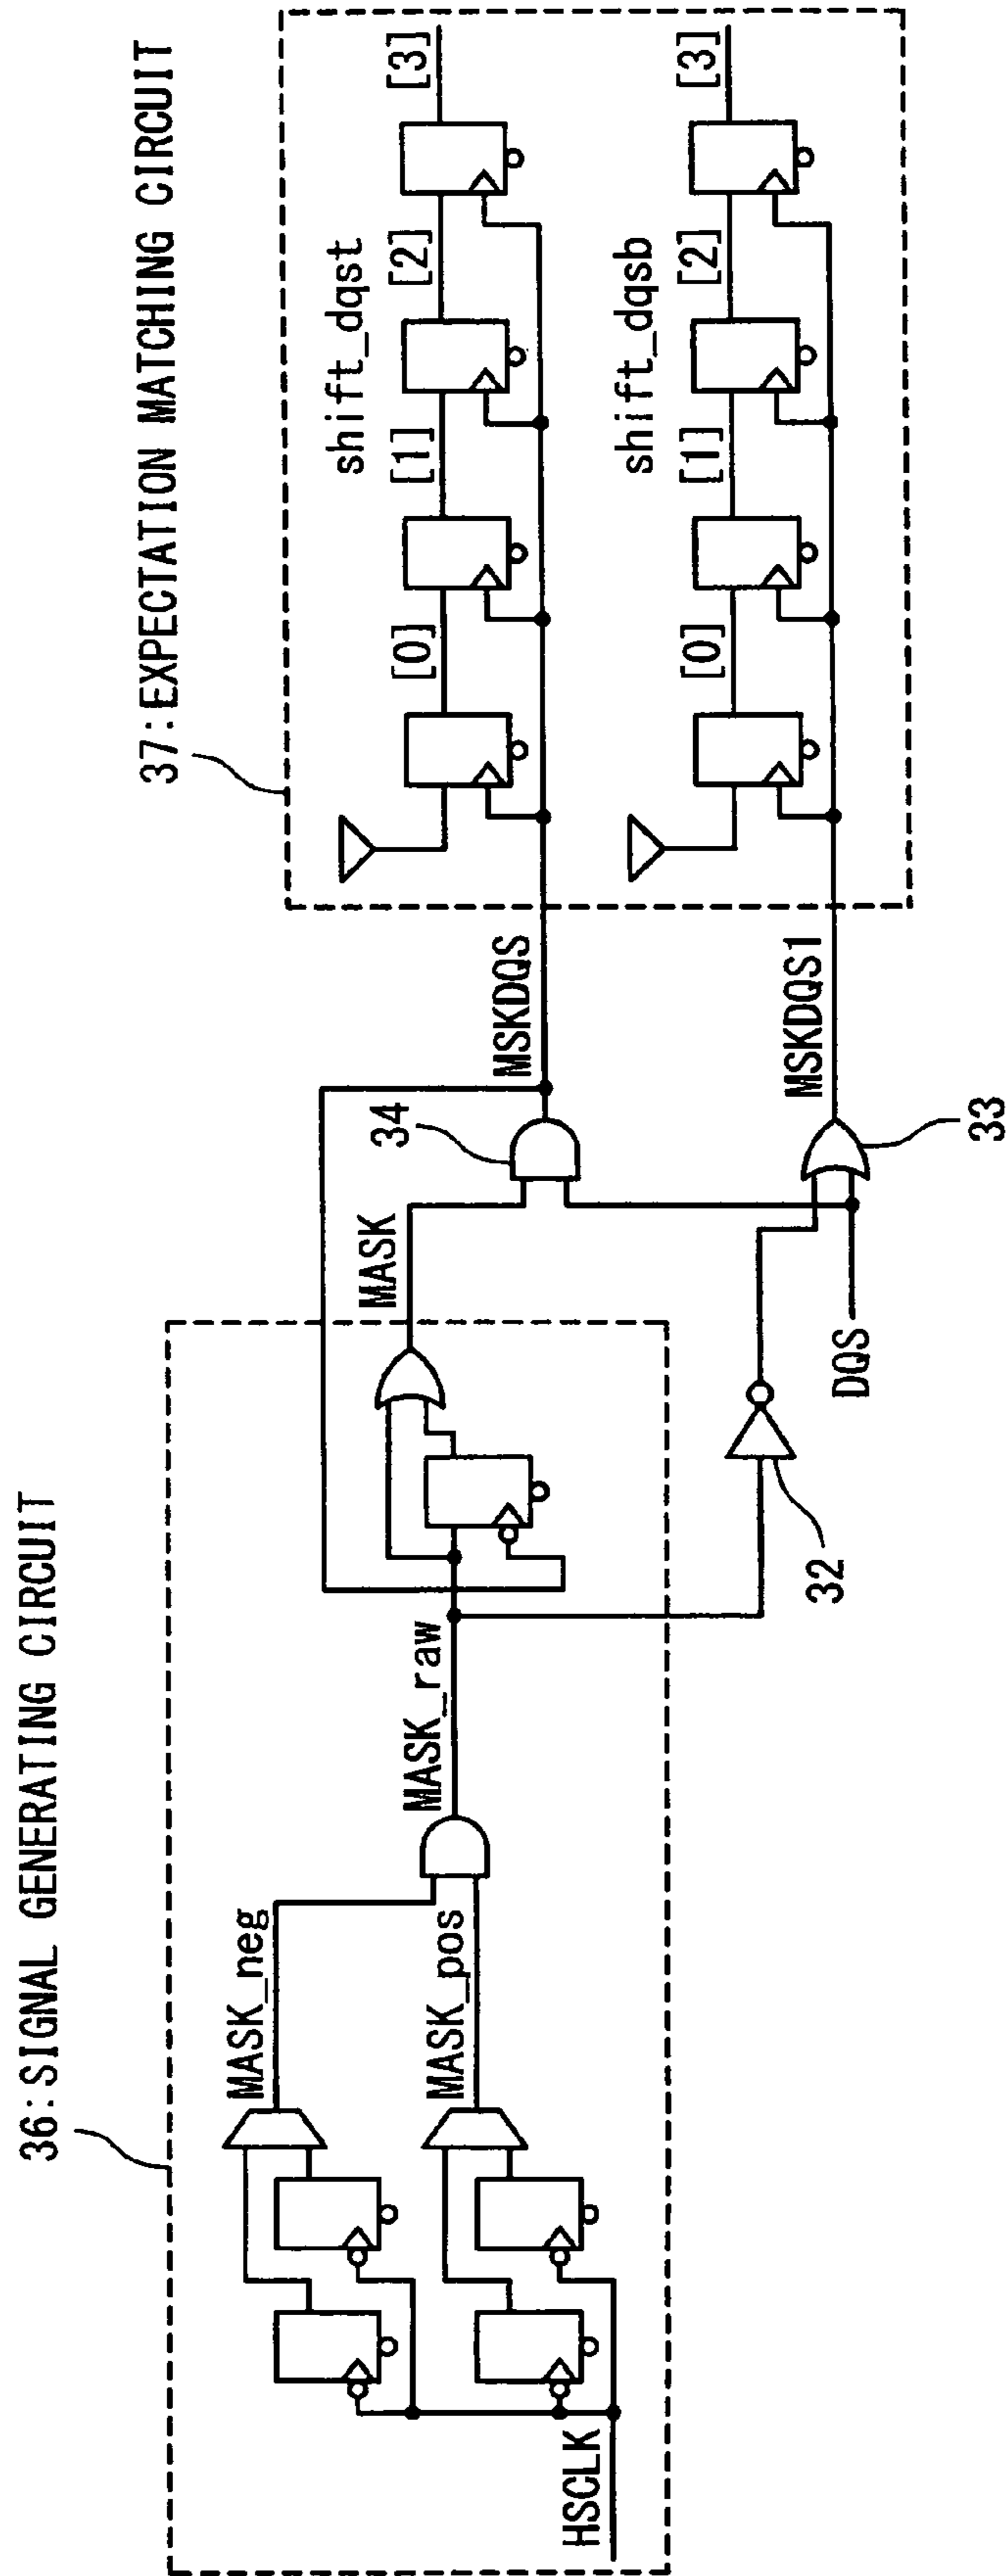 36:SIGNAL GENERATING CIRCUIT
37:EXPECTATION MATCHING CIRCUIT
HSCLK
MASK_neg
MASK_pos
MASK_raw
MASK
32
DQS
34
33
MSKDQS
MSKDQS1
shift_dqst
[0]
[1]
[2]
[3]
shift_dqsb
[0]
[1]
[2]
[3]